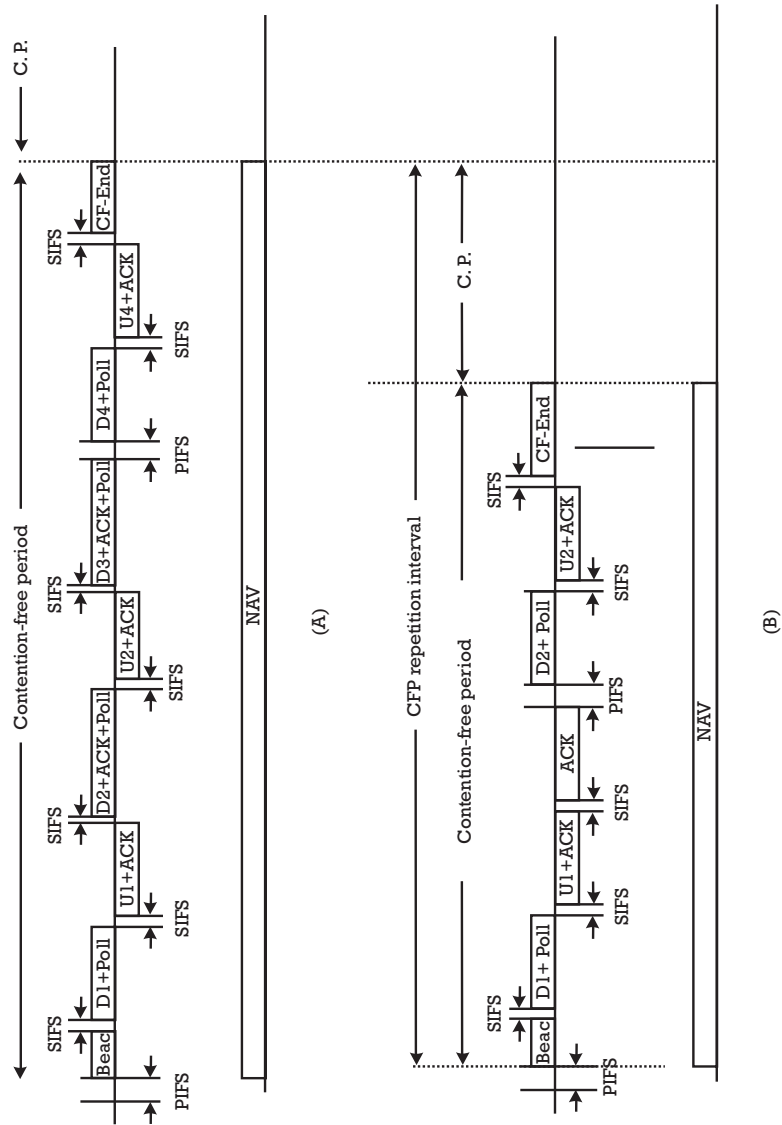 Contention-free period
C. P.
SIFS
SIFS
SIFS
SIFS
Beac
D1+Poll
U1+ACK
D2+ACK+Poll
U2+ACK
D3+ACK+Poll
D4+Poll
U4+ACK
CF-End
PIFS
SIFS
SIFS
PIFS
SIFS
NAV
(A)
CFP repetition interval
Contention-free period
C. P.
SIFS
SIFS
Beac
D1+ Poll
U1+ACK
ACK
D2+ Poll
U2+ACK
CF-End
PIFS
SIFS
SIFS
PIFS
SIFS
NAV
(B)